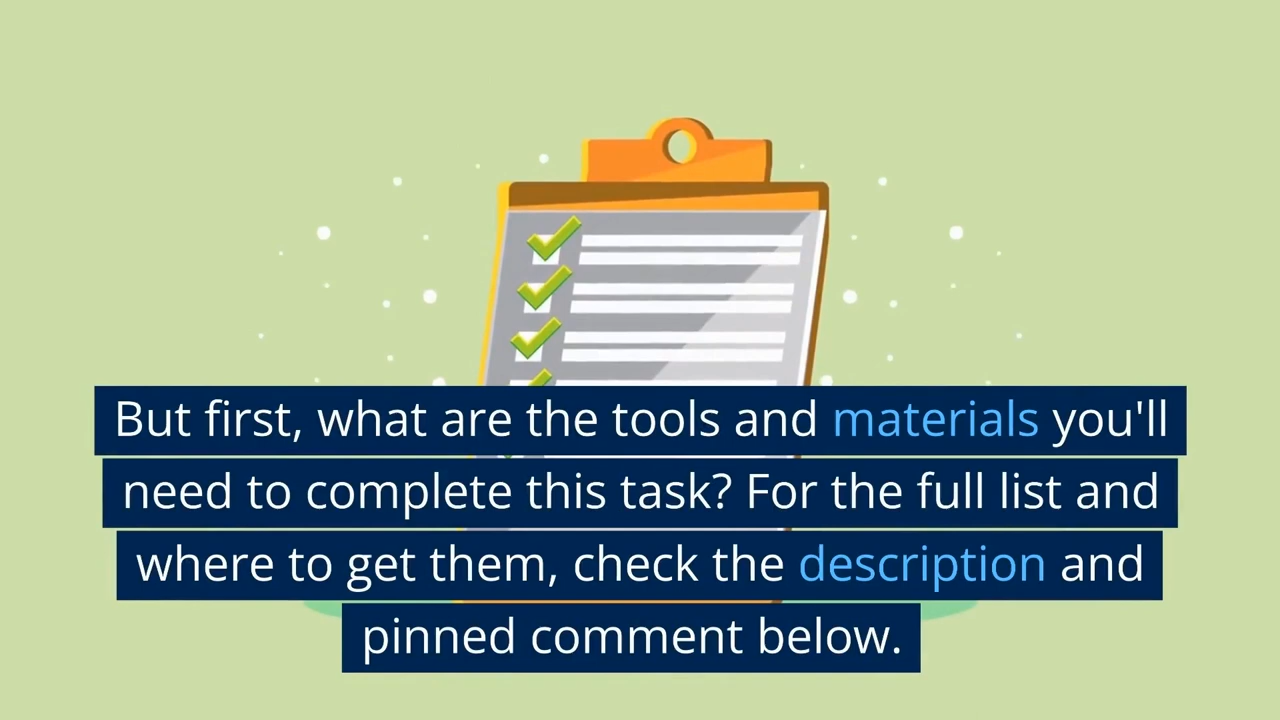 But first, what are the tools and materials you'll
need to complete this task? For the full list and
where to get them, check the description and
pinned comment below.